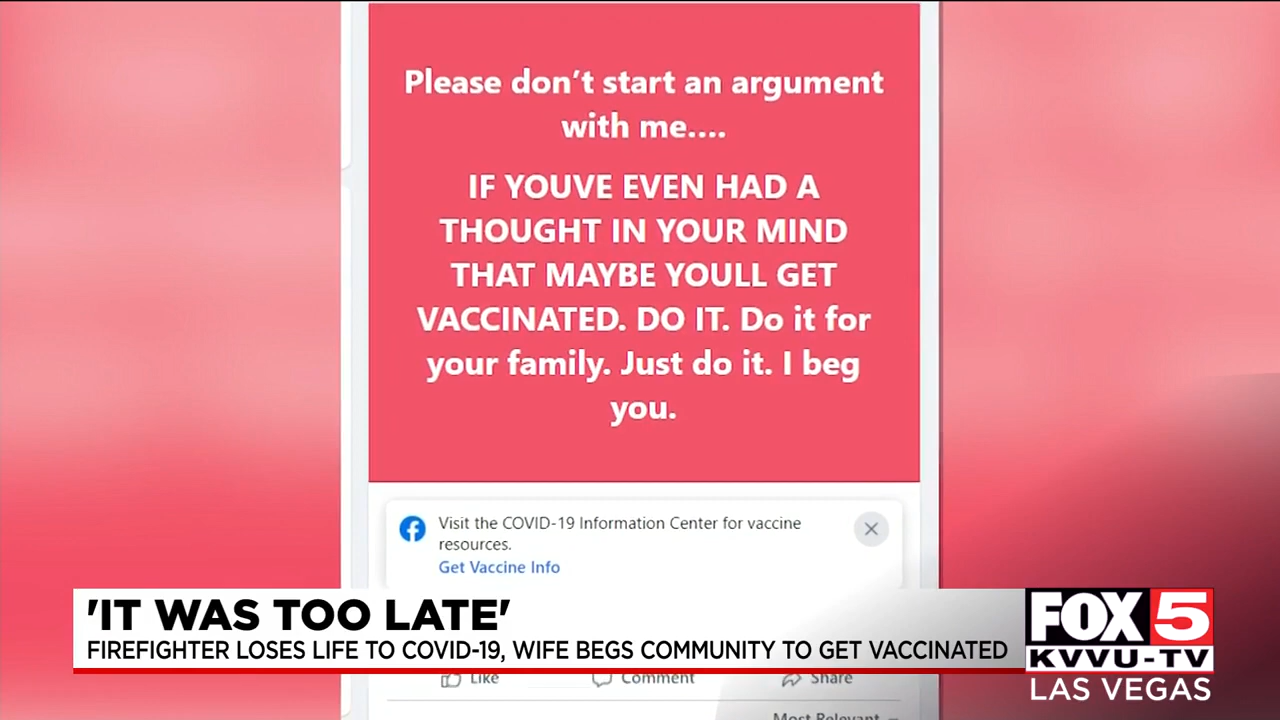 Please don't start an argument
with me....
IF YOUVE EVEN HAD A
THOUGHT IN YOUR MIND
THAT MAYBE YOULL GET
VACCINATED. DO IT. Do it for
your family. Just do it. I beg
you.
Visit the COVID-19 Information Center for vaccine
resources.
Get Vaccine Info
'IT WAS TOO LATE'
FIREFIGHTER LOSES LIFE TO COVID-19, WIFE BEGS COMMUNITY TO GET VACCINATED
FOX 5
KVVU-TV
LAS VEGAS
Like Comment Share
Most Relevant